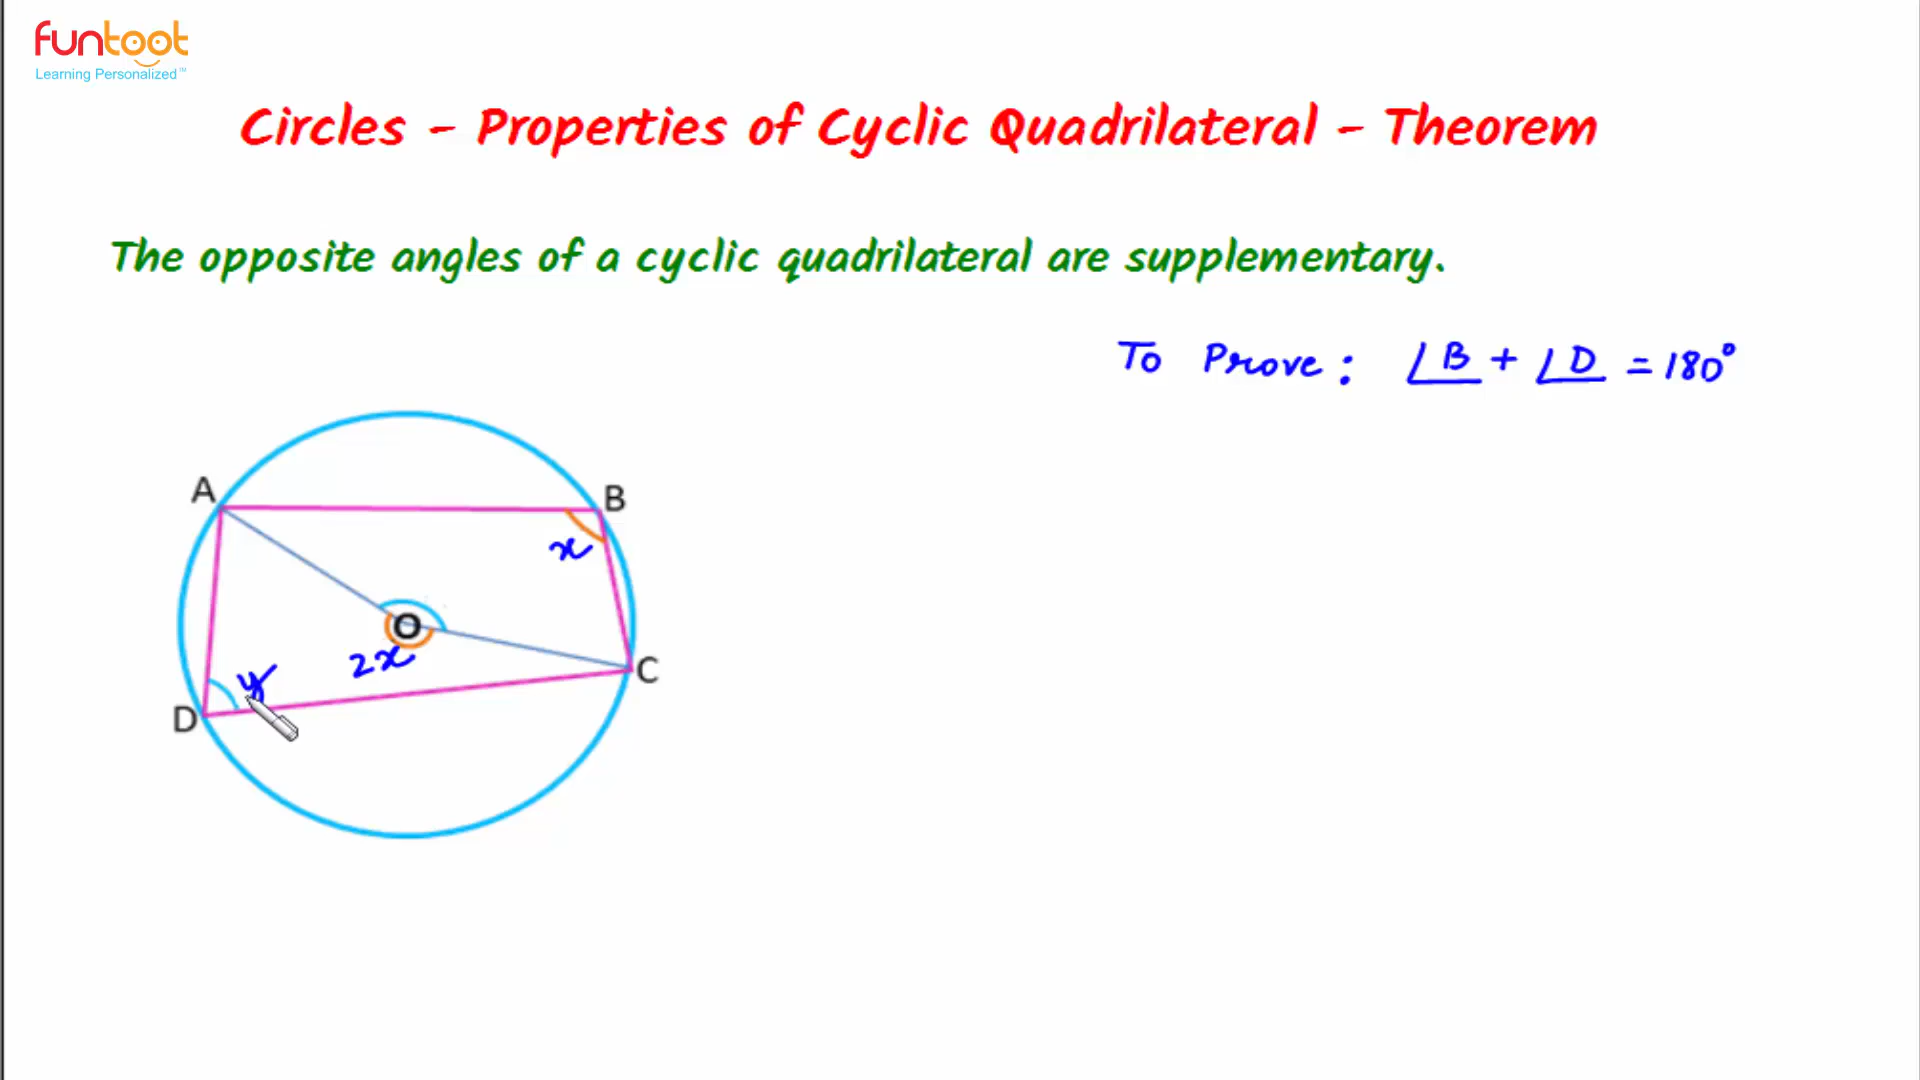 funtoot
Learning Personalized™
Circles - Properties of Cyclic Quadrilateral - Theorem
The opposite angles of a cyclic quadrilateral are supplementary.
To Prove: ∠B + ∠D = 180°
A
B
x
O
2x
C
y
D